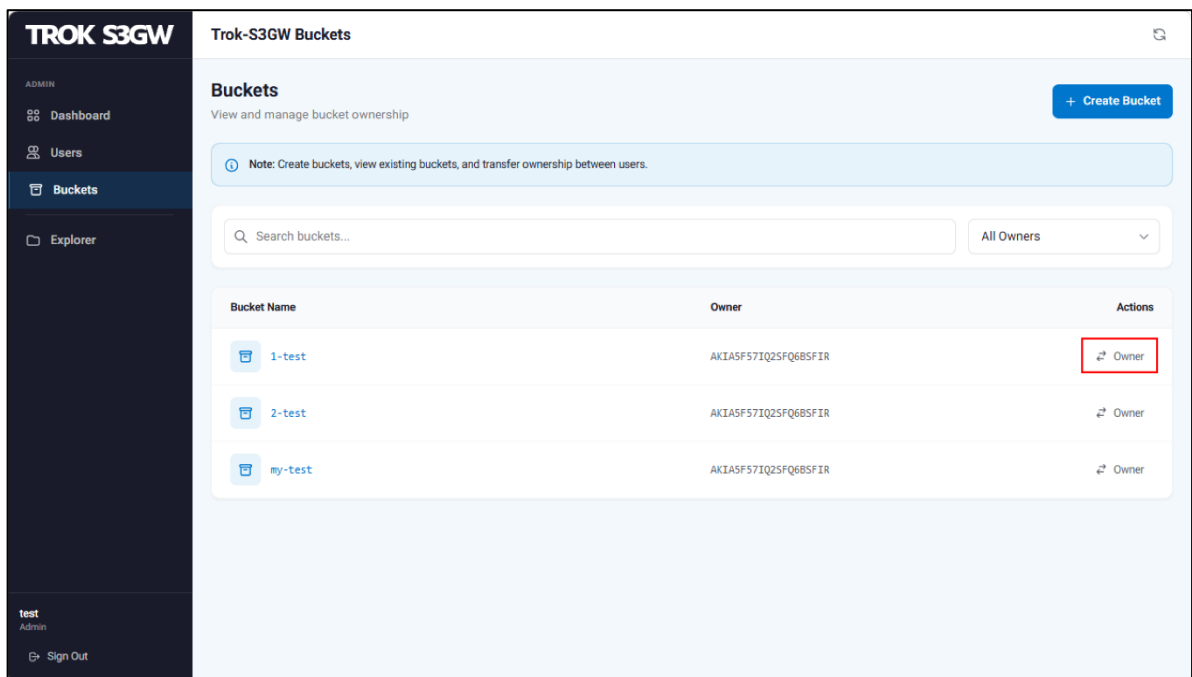 TROK S3GW
Trok-S3GW Buckets
ADMIN
Dashboard
Users
Buckets
Explorer
Buckets
View and manage bucket ownership
+ Create Bucket
Note: Create buckets, view existing buckets, and transfer ownership between users.
Search buckets...
All Owners
Bucket Name Owner Actions
1-test AKIA5F57IQ2SFQ6BSFIR Owner
2-test AKIA5F57IQ2SFQ6BSFIR Owner
my-test AKIA5F57IQ2SFQ6BSFIR Owner
test
Admin
Sign Out